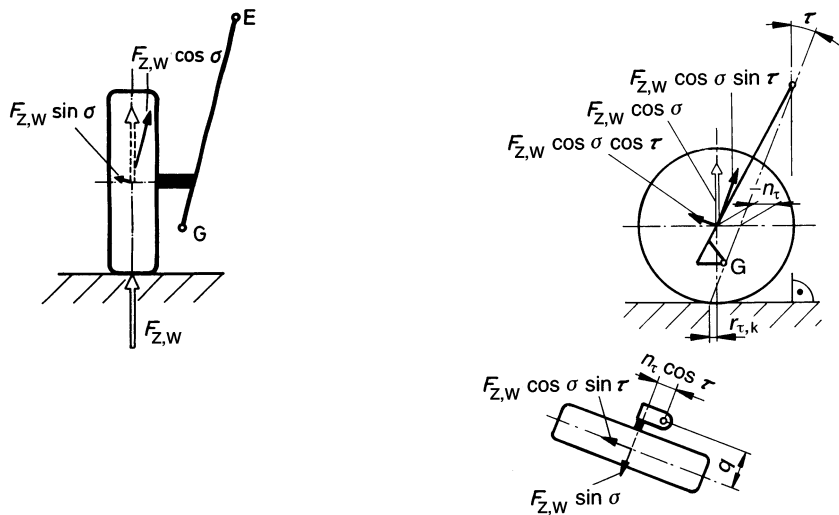 E
F_Z,W cos σ
F_Z,W sin σ
G
F_Z,W
τ
F_Z,W cos σ sin τ
F_Z,W cos σ
F_Z,W cos σ cos τ
-n_τ
G
r_τ,k
n_τ cos τ
F_Z,W cos σ sin τ
q
F_Z,W sin σ